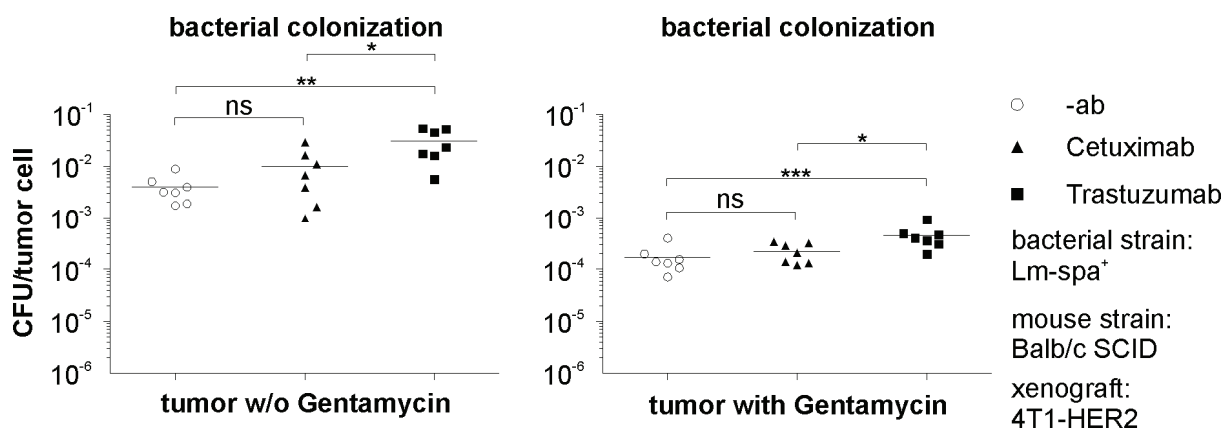 bacterial colonization
*
**
ns
10-1
10-2
10-3
10-4
10-5
10-6
CFU/tumor cell
tumor w/o Gentamycin
bacterial colonization
*
***
ns
10-1
10-2
10-3
10-4
10-5
10-6
tumor with Gentamycin
-ab
Cetuximab
Trastuzumab
bacterial strain:
Lm-spa+
mouse strain:
Balb/c SCID
xenograft:
4T1-HER2